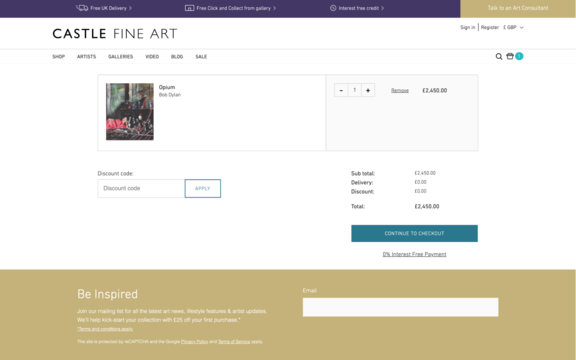 Free UK Delivery >
Free Click and Collect from gallery >
Interest free credit >
Talk to an Art Consultant
CASTLE FINE ART
Sign in | Register £ GBP
SHOP ARTISTS GALLERIES VIDEO BLOG SALE
1
Opium
Bob Dylan
- 1 +
Remove
£2,450.00
Discount code:
Discount code
APPLY
Sub total: £2,450.00
Delivery: £0.00
Discount: £0.00
Total: £2,450.00
CONTINUE TO CHECKOUT
0% Interest Free Payment
Be Inspired
Join our mailing list for all the latest art news, lifestyle features & artist updates.
We'll help kick-start your collection with £25 off your first purchase.*
*Terms and conditions apply.
This site is protected by reCAPTCHA and the Google Privacy Policy and Terms of Service apply.
Email